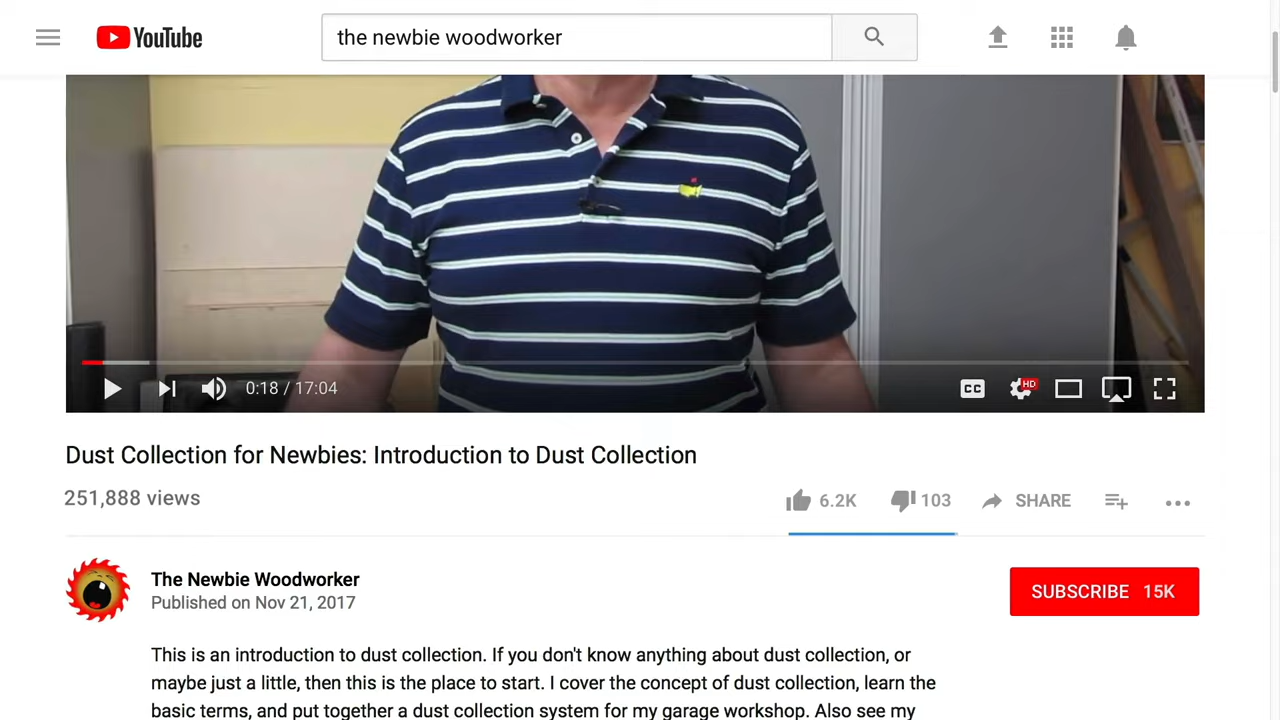 YouTube
the newbie woodworker
0:18 / 17:04
CC
HD
Dust Collection for Newbies: Introduction to Dust Collection
251,888 views
6.2K
103
SHARE
The Newbie Woodworker
Published on Nov 21, 2017
SUBSCRIBE 15K
This is an introduction to dust collection. If you don't know anything about dust collection, or
maybe just a little, then this is the place to start. I cover the concept of dust collection, learn the
basic terms, and put together a dust collection system for my garage workshop. Also see my